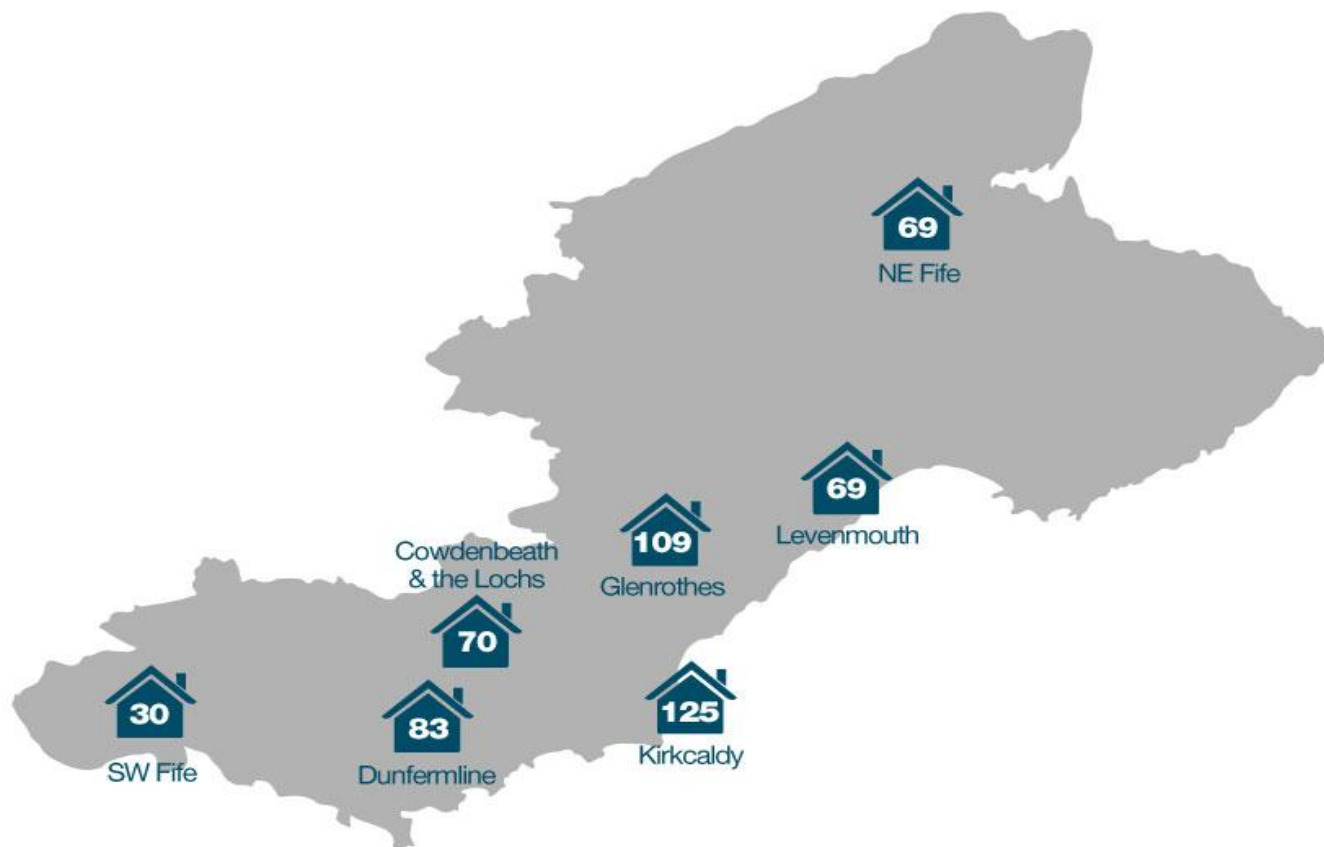 69
NE Fife
69
Levenmouth
109
Glenrothes
Cowdenbeath
& the Lochs
70
30
SW Fife
83
Dunfermline
125
Kirkcaldy